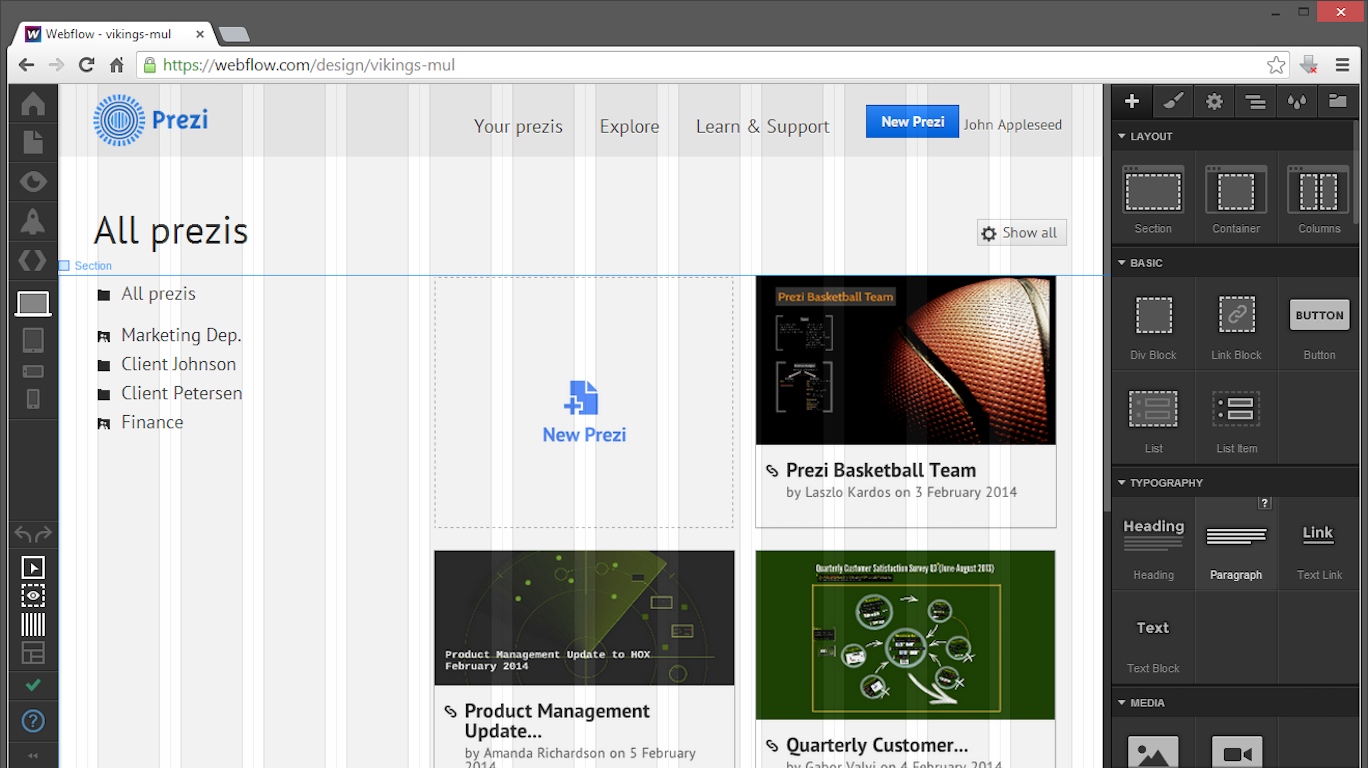 Webflow - vikings-mul
https://webflow.com/design/vikings-mul
Prezi
Your prezis
Explore
Learn & Support
New Prezi
John Appleseed
All prezis
Show all
Section
All prezis
Marketing Dep.
Client Johnson
Client Petersen
Finance
New Prezi
Prezi Basketball Team
Prezi Basketball Team
by Laszlo Kardos on 3 February 2014
Product Management Update to HOX
February 2014
Product Management
Update...
by Amanda Richardson on 5 February
2014
Quarterly Customer Satisfaction Survey Q3 (June-August 2013)
Quarterly Customer...
by Gabor Valyi on 4 February 2014
LAYOUT
Section
Container
Columns
BASIC
BUTTON
Div Block
Link Block
Button
List
List Item
TYPOGRAPHY
?
Heading
Link
Heading
Paragraph
Text Link
Text
Text Block
MEDIA
?